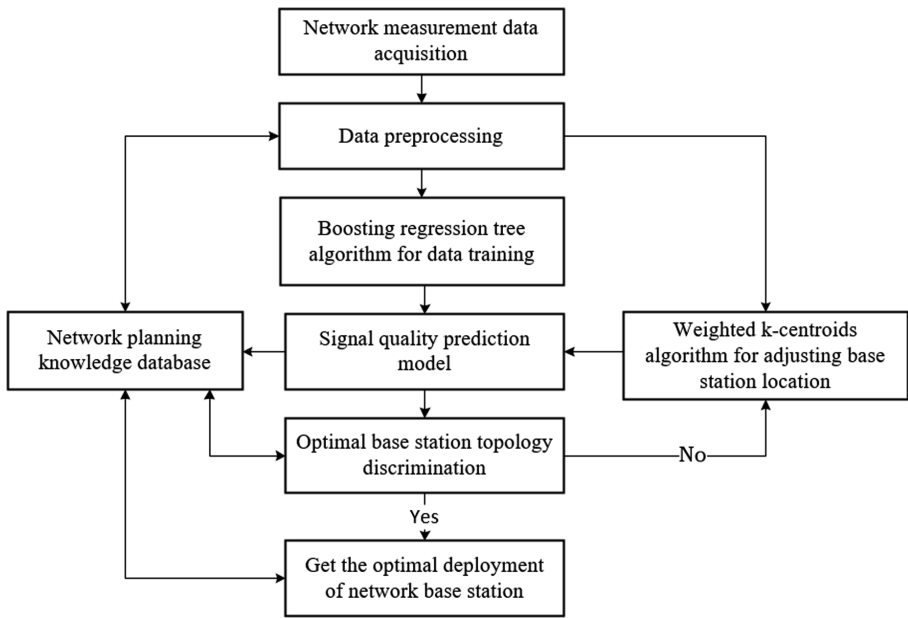 Network measurement data
acquisition
Data preprocessing
Boosting regression tree
algorithm for data training
Network planning
knowledge database
Signal quality prediction
model
Weighted k-centroids
algorithm for adjusting base
station location
Optimal base station topology
discrimination
No
Yes
Get the optimal deployment
of network base station